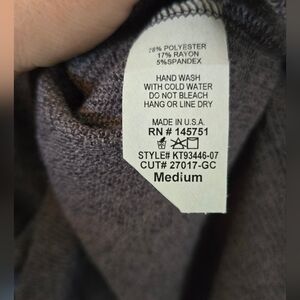 % POLYESTER
17% RAYON
5%SPANDEX
HAND WASH
WITH COLD WATER
DO NOT BLEACH
HANG OR LINE DRY
MADE IN U.S.A.
RN # 145751
STYLE# KT93446-07
CUT# 27017-GC
Medium